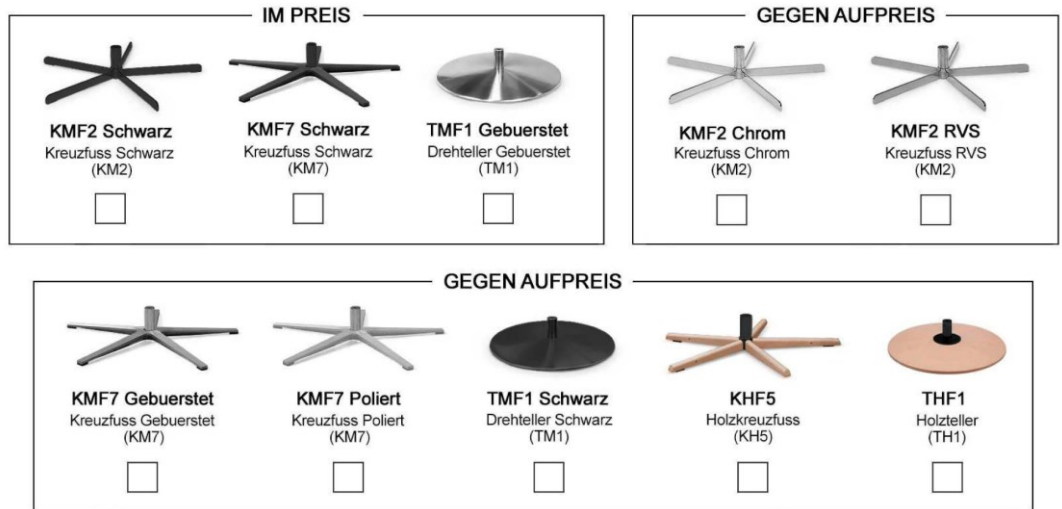 IM PREIS
KMF2 Schwarz
Kreuzfuss Schwarz
(KM2)
KMF7 Schwarz
Kreuzfuss Schwarz
(KM7)
TMF1 Gebuerstet
Drehteller Gebuerstet
(TM1)
GEGEN AUFPREIS
KMF2 Chrom
Kreuzfuss Chrom
(KM2)
KMF2 RVS
Kreuzfuss RVS
(KM2)
GEGEN AUFPREIS
KMF7 Gebuerstet
Kreuzfuss Gebuerstet
(KM7)
KMF7 Poliert
Kreuzfuss Poliert
(KM7)
TMF1 Schwarz
Drehteller Schwarz
(TM1)
KHF5
Holzkreuzfuss
(KH5)
THF1
Holzteller
(TH1)